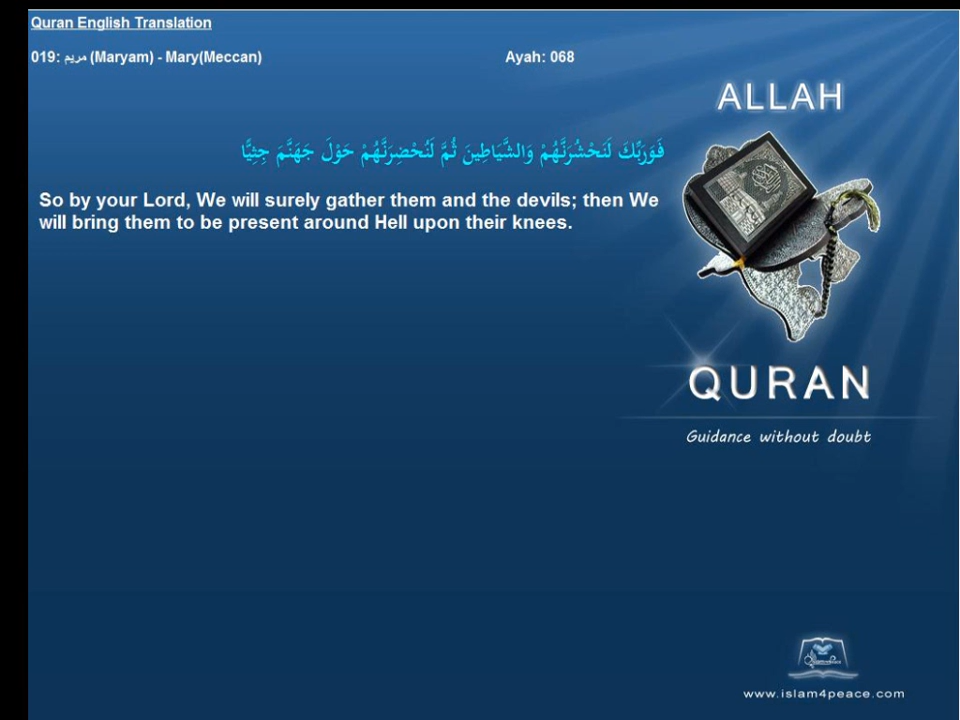 Quran English Translation
019: مريم (Maryam) - Mary(Meccan) Ayah: 068
ALLAH
فَوَرَبِّكَ لَنَحْشُرَنَّهُمْ وَالشَّيَاطِينَ ثُمَّ لَنُحْضِرَنَّهُمْ حَوْلَ جَهَنَّمَ جِثِيًّا
So by your Lord, We will surely gather them and the devils; then We
will bring them to be present around Hell upon their knees.
QURAN
Guidance without doubt
www.islam4peace.com